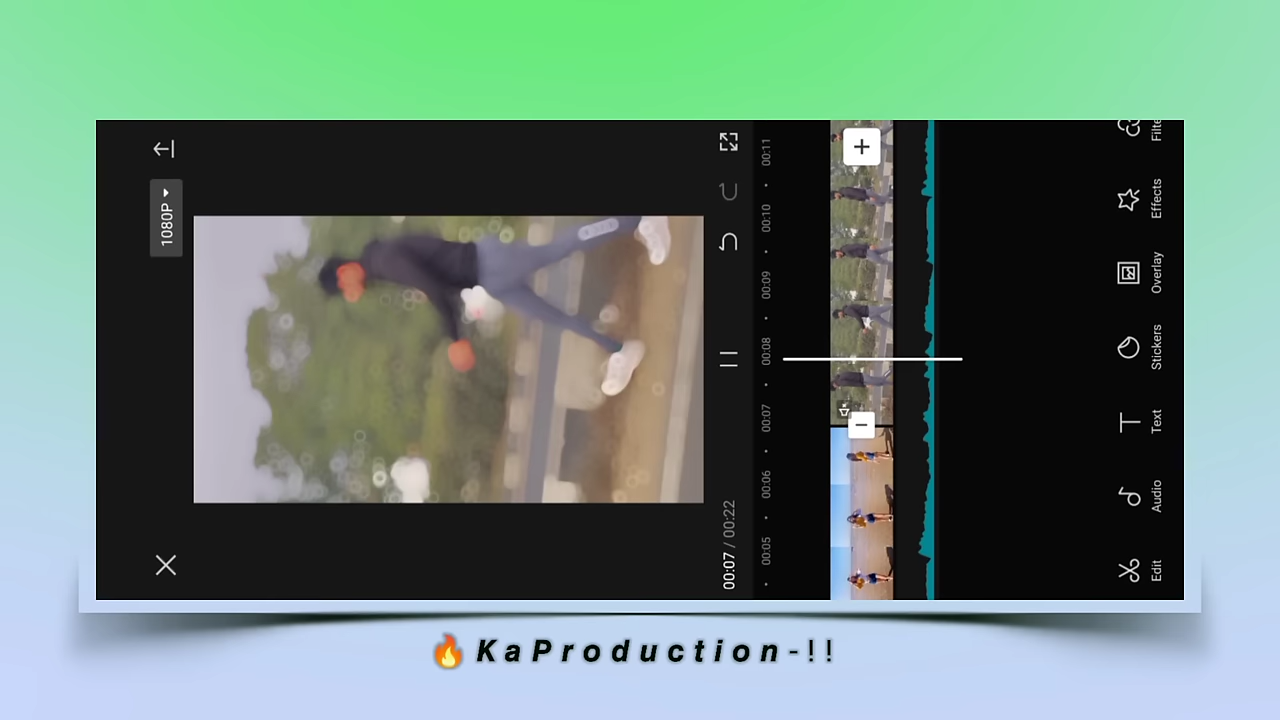 1080P
00:07 / 00:22
00:05
00:06
00:07
00:08
00:09
00:10
00:11
Edit
Audio
Text
Stickers
Overlay
Effects
Filte
🔥KaProduction-!!